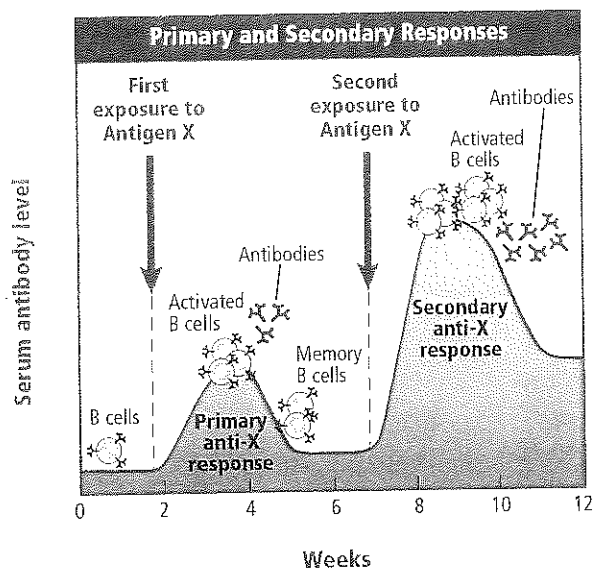 Primary and Secondary Responses
First
exposure to
Antigen X
Second
exposure to
Antigen X
Antibodies
Activated
B cells
Antibodies
Activated
B cells
Memory
B cells
B cells
Primary
anti-X
response
Secondary
anti-X
response
Serum antibody level
0 2 4 6 8 10 12
Weeks